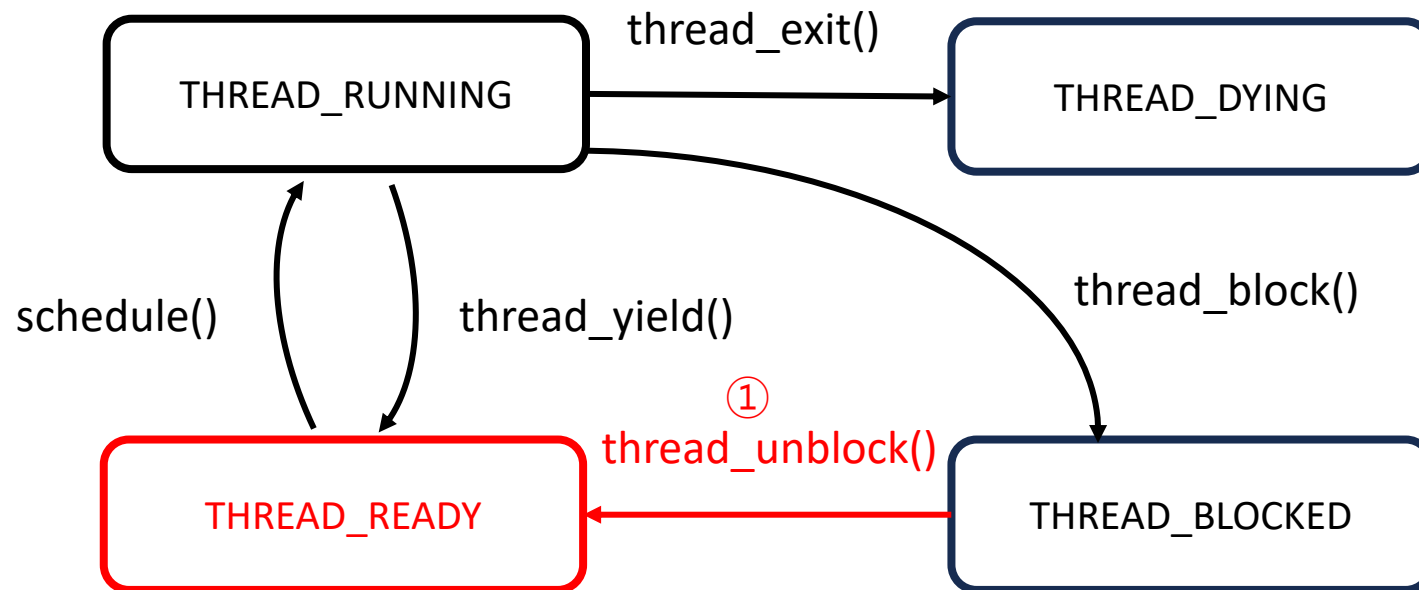 thread_exit()
THREAD_RUNNING
THREAD_DYING
schedule()
thread_yield()
thread_block()
①
thread_unblock()
THREAD_READY
THREAD_BLOCKED